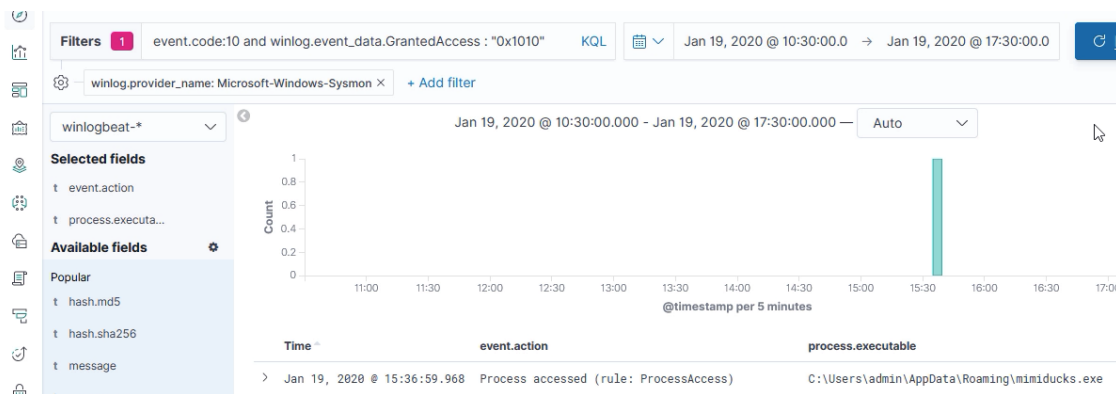 Filters 1 event.code:10 and winlog.event_data.GrantedAccess : "0x1010" KQL Jan 19, 2020 @ 10:30:00.0 → Jan 19, 2020 @ 17:30:00.0
winlog.provider_name: Microsoft-Windows-Sysmon × + Add filter
winlogbeat-*
Jan 19, 2020 @ 10:30:00.000 - Jan 19, 2020 @ 17:30:00.000 — Auto
Selected fields
t event.action
t process.executa...
Available fields
Popular
t hash.md5
t hash.sha256
t message
Count
1
0.8
0.6
0.4
0.2
0
11:00 11:30 12:00 12:30 13:00 13:30 14:00 14:30 15:00 15:30 16:00 16:30 17:00
@timestamp per 5 minutes
Time event.action process.executable
> Jan 19, 2020 @ 15:36:59.968 Process accessed (rule: ProcessAccess) C:\Users\admin\AppData\Roaming\mimiducks.exe